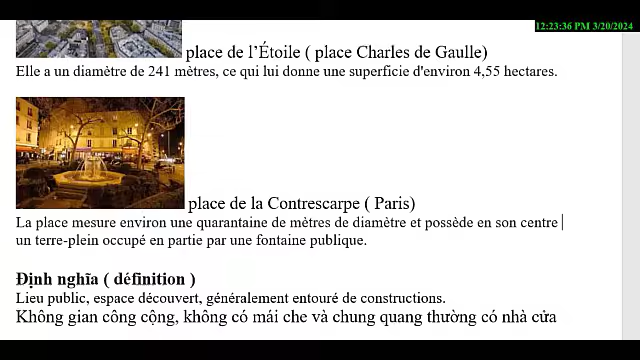 12:23:36 PM 3/20/2024
place de l'Étoile ( place Charles de Gaulle)
Elle a un diamètre de 241 mètres, ce qui lui donne une superficie d'environ 4,55 hectares.
place de la Contrescarpe ( Paris)
La place mesure environ une quarantaine de mètres de diamètre et possède en son centre
un terre-plein occupé en partie par une fontaine publique.
Định nghĩa ( définition )
Lieu public, espace découvert, généralement entouré de constructions.
Không gian công cộng, không có mái che và chung quang thường có nhà cửa